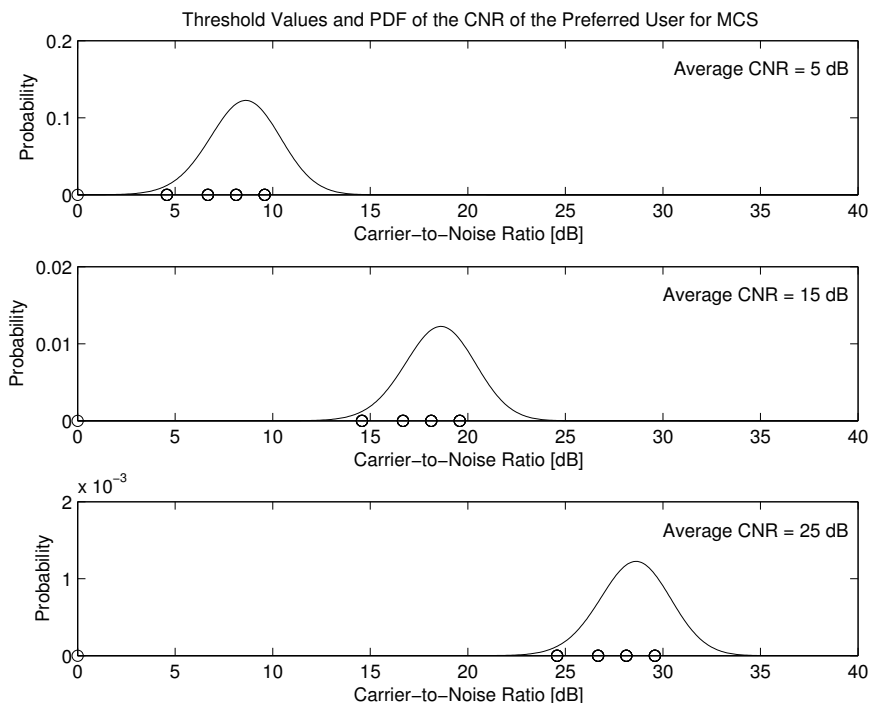 Threshold Values and PDF of the CNR of the Preferred User for MCS
0.2
0.1
0
Probability
Average CNR = 5 dB
0 5 10 15 20 25 30 35 40
Carrier−to−Noise Ratio [dB]
0.02
0.01
0
Probability
Average CNR = 15 dB
0 5 10 15 20 25 30 35 40
Carrier−to−Noise Ratio [dB]
x 10⁻³
2
1
0
Probability
Average CNR = 25 dB
0 5 10 15 20 25 30 35 40
Carrier−to−Noise Ratio [dB]